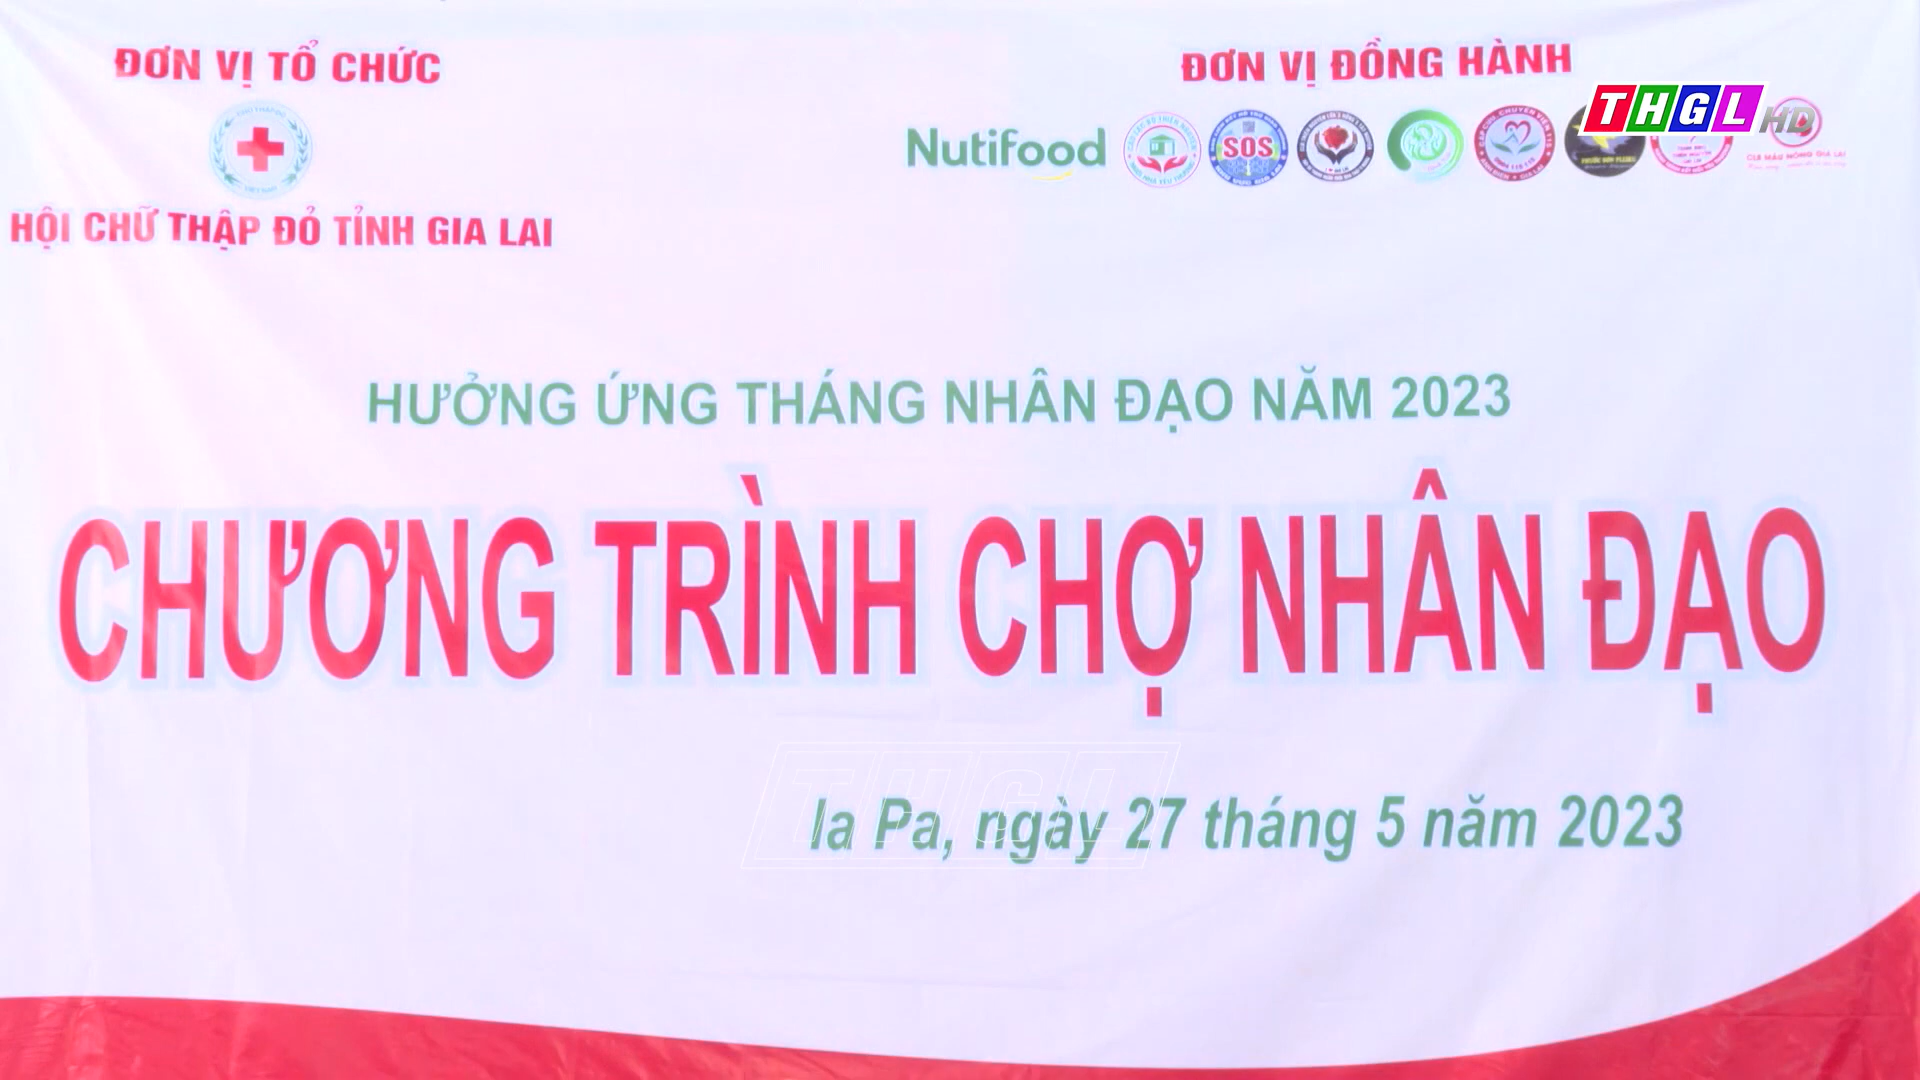 ĐƠN VỊ TỔ CHỨC
HỘI CHỮ THẬP ĐỎ TỈNH GIA LAI
ĐƠN VỊ ĐỒNG HÀNH
Nutifood
SOS
THGL HD
HƯỞNG ỨNG THÁNG NHÂN ĐẠO NĂM 2023
CHƯƠNG TRÌNH CHỢ NHÂN ĐẠO
THGL
Ia Pa, ngày 27 tháng 5 năm 2023